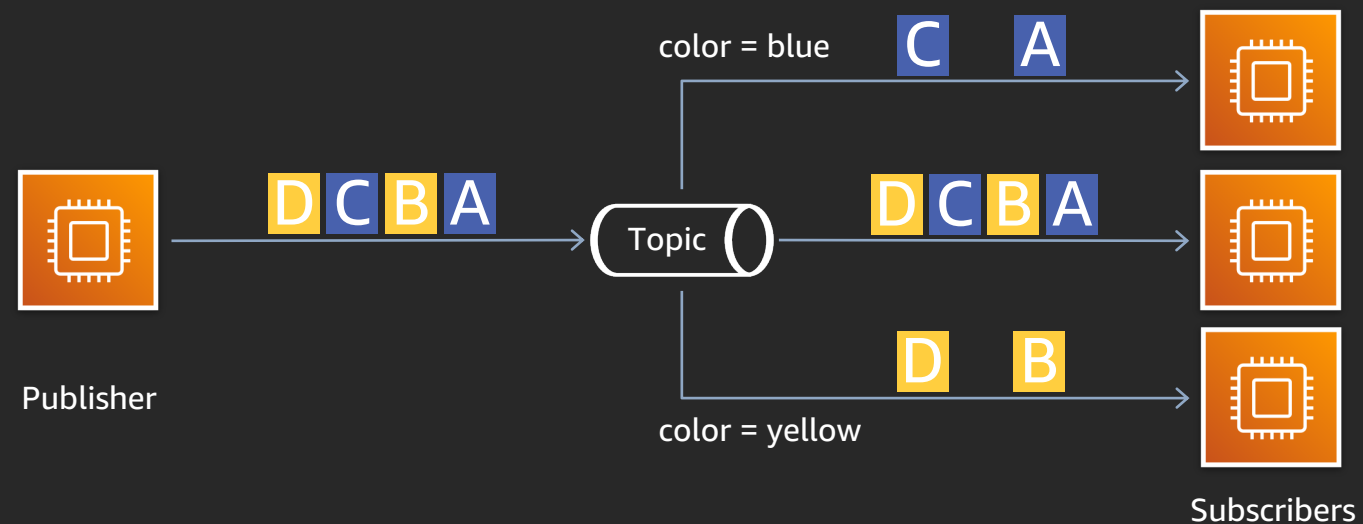 color = blue
C A
D C B A
Topic
D C B A
D B
Publisher
color = yellow
Subscribers